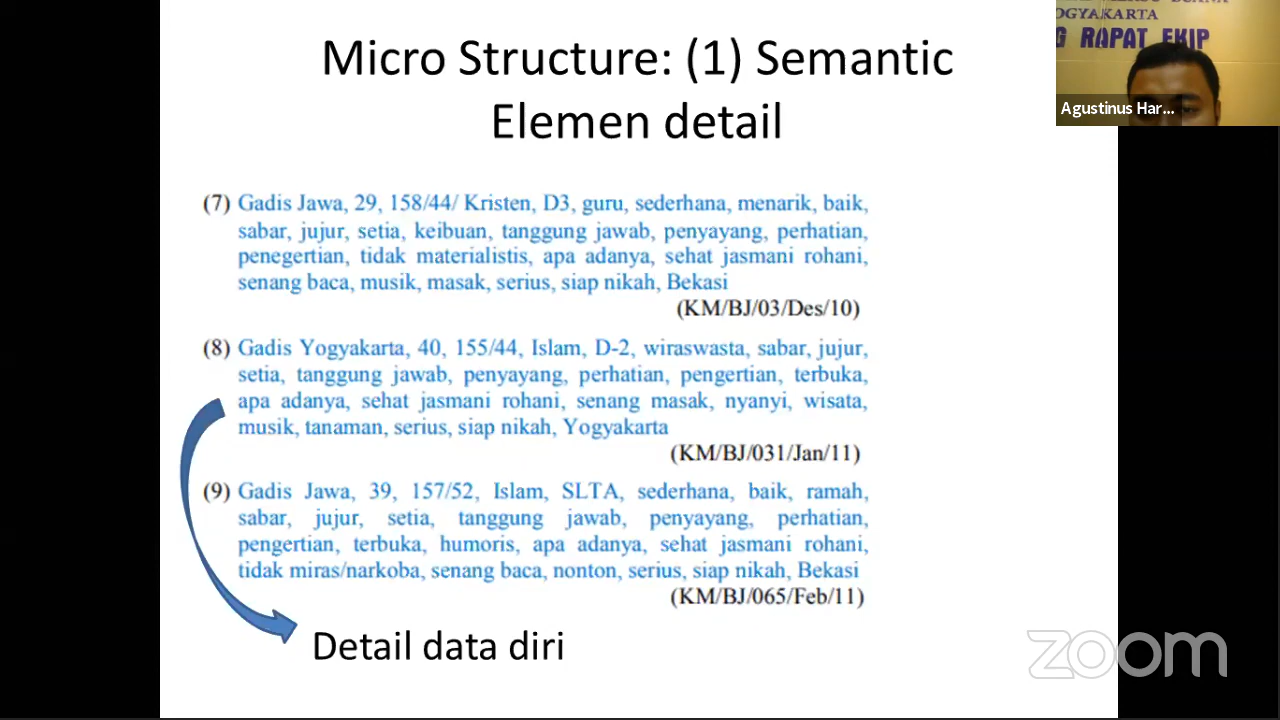 Micro Structure: (1) Semantic
Elemen detail
OGYAKARTA
G RAPAT EKIP
Agustinus Har...
(7) Gadis Jawa, 29, 158/44/ Kristen, D3, guru, sederhana, menarik, baik,
sabar, jujur, setia, keibuan, tanggung jawab, penyayang, perhatian,
penegertian, tidak materialistis, apa adanya, sehat jasmani rohani,
senang baca, musik, masak, serius, siap nikah, Bekasi
(KM/BJ/03/Des/10)
(8) Gadis Yogyakarta, 40, 155/44, Islam, D-2, wiraswasta, sabar, jujur,
setia, tanggung jawab, penyayang, perhatian, pengertian, terbuka,
apa adanya, sehat jasmani rohani, senang masak, nyanyi, wisata,
musik, tanaman, serius, siap nikah, Yogyakarta
(KM/BJ/031/Jan/11)
(9) Gadis Jawa, 39, 157/52, Islam, SLTA, sederhana, baik, ramah,
sabar, jujur, setia, tanggung jawab, penyayang, perhatian,
pengertian, terbuka, humoris, apa adanya, sehat jasmani rohani,
tidak miras/narkoba, senang baca, nonton, serius, siap nikah, Bekasi
(KM/BJ/065/Feb/11)
Detail data diri
zoom